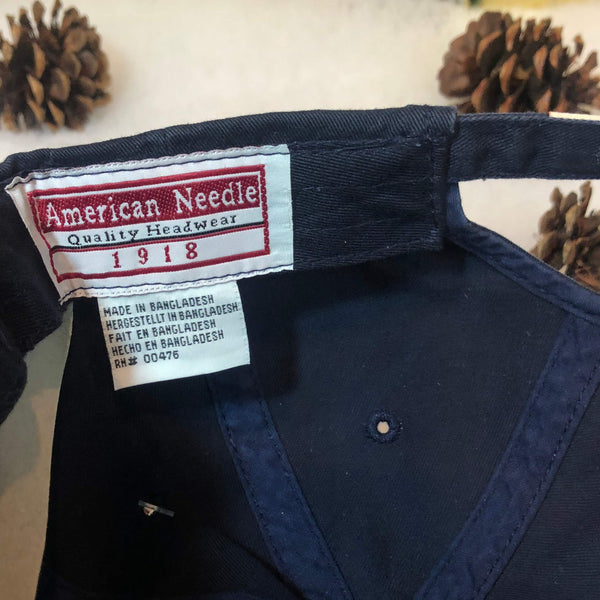 American Needle
Quality Headwear
1918
MADE IN BANGLADESH
HERGESTELLT IN BANGLADESH
FAIT EN BANGLADESH
HECHO EN BANGLADESH
RN# 00476